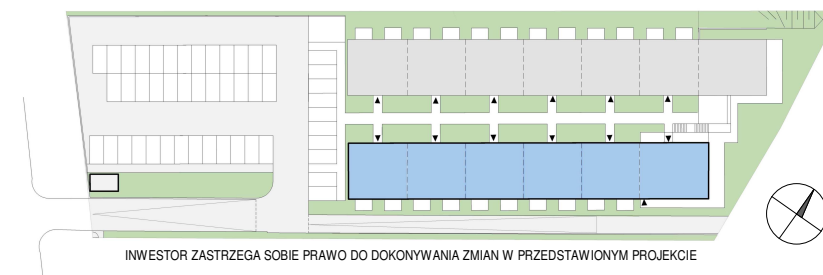 INWESTOR ZASTRZEGA SOBIE PRAWO DO DOKONYWANIA ZMIAN W PRZEDSTAWIONYM PROJEKCIE